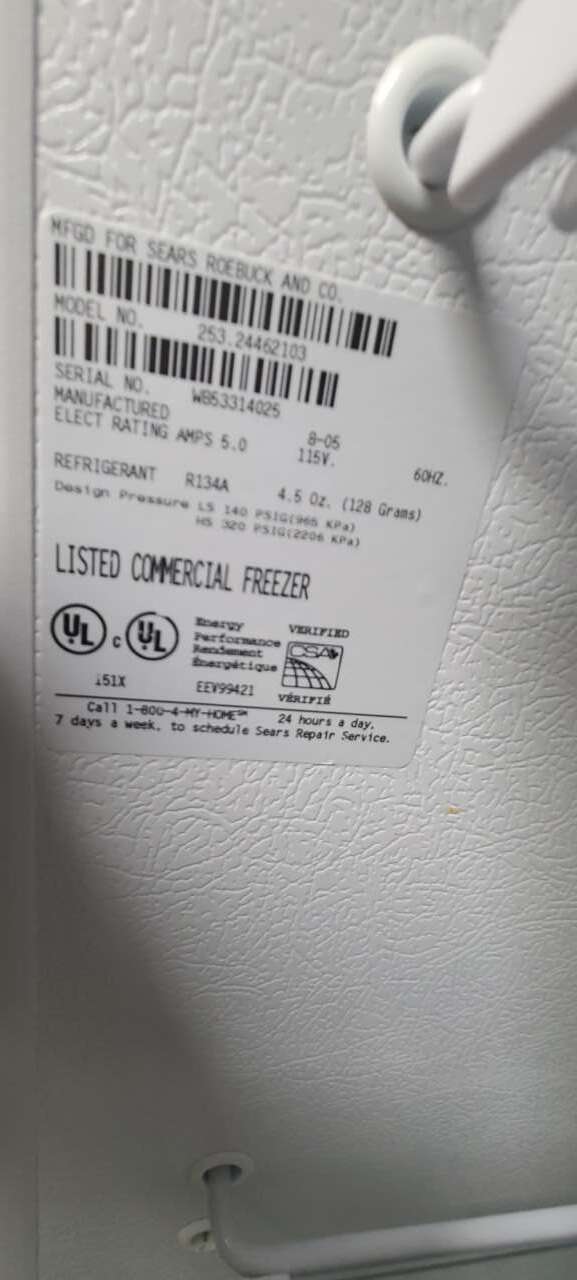 MFGD FOR SEARS ROEBUCK AND CO.
MODEL NO. 253.24462103
SERIAL NO. WB53314025
MANUFACTURED 8-05
ELECT RATING AMPS 5.0 115V. 60HZ.
REFRIGERANT R134A 4.5 Oz. (128 Grams)
Design Pressure LS 140 PSIG(965 KPa)
HS 320 PSIG(2206 KPa)
LISTED COMMERCIAL FREEZER
UL c UL
Energy
Performance
Rendement
Énergétique
VERIFIED
CSA
VÉRIFIÉ
51X
EEV99421
Call 1-800-4-MY-HOME℠ 24 hours a day,
7 days a week, to schedule Sears Repair Service.